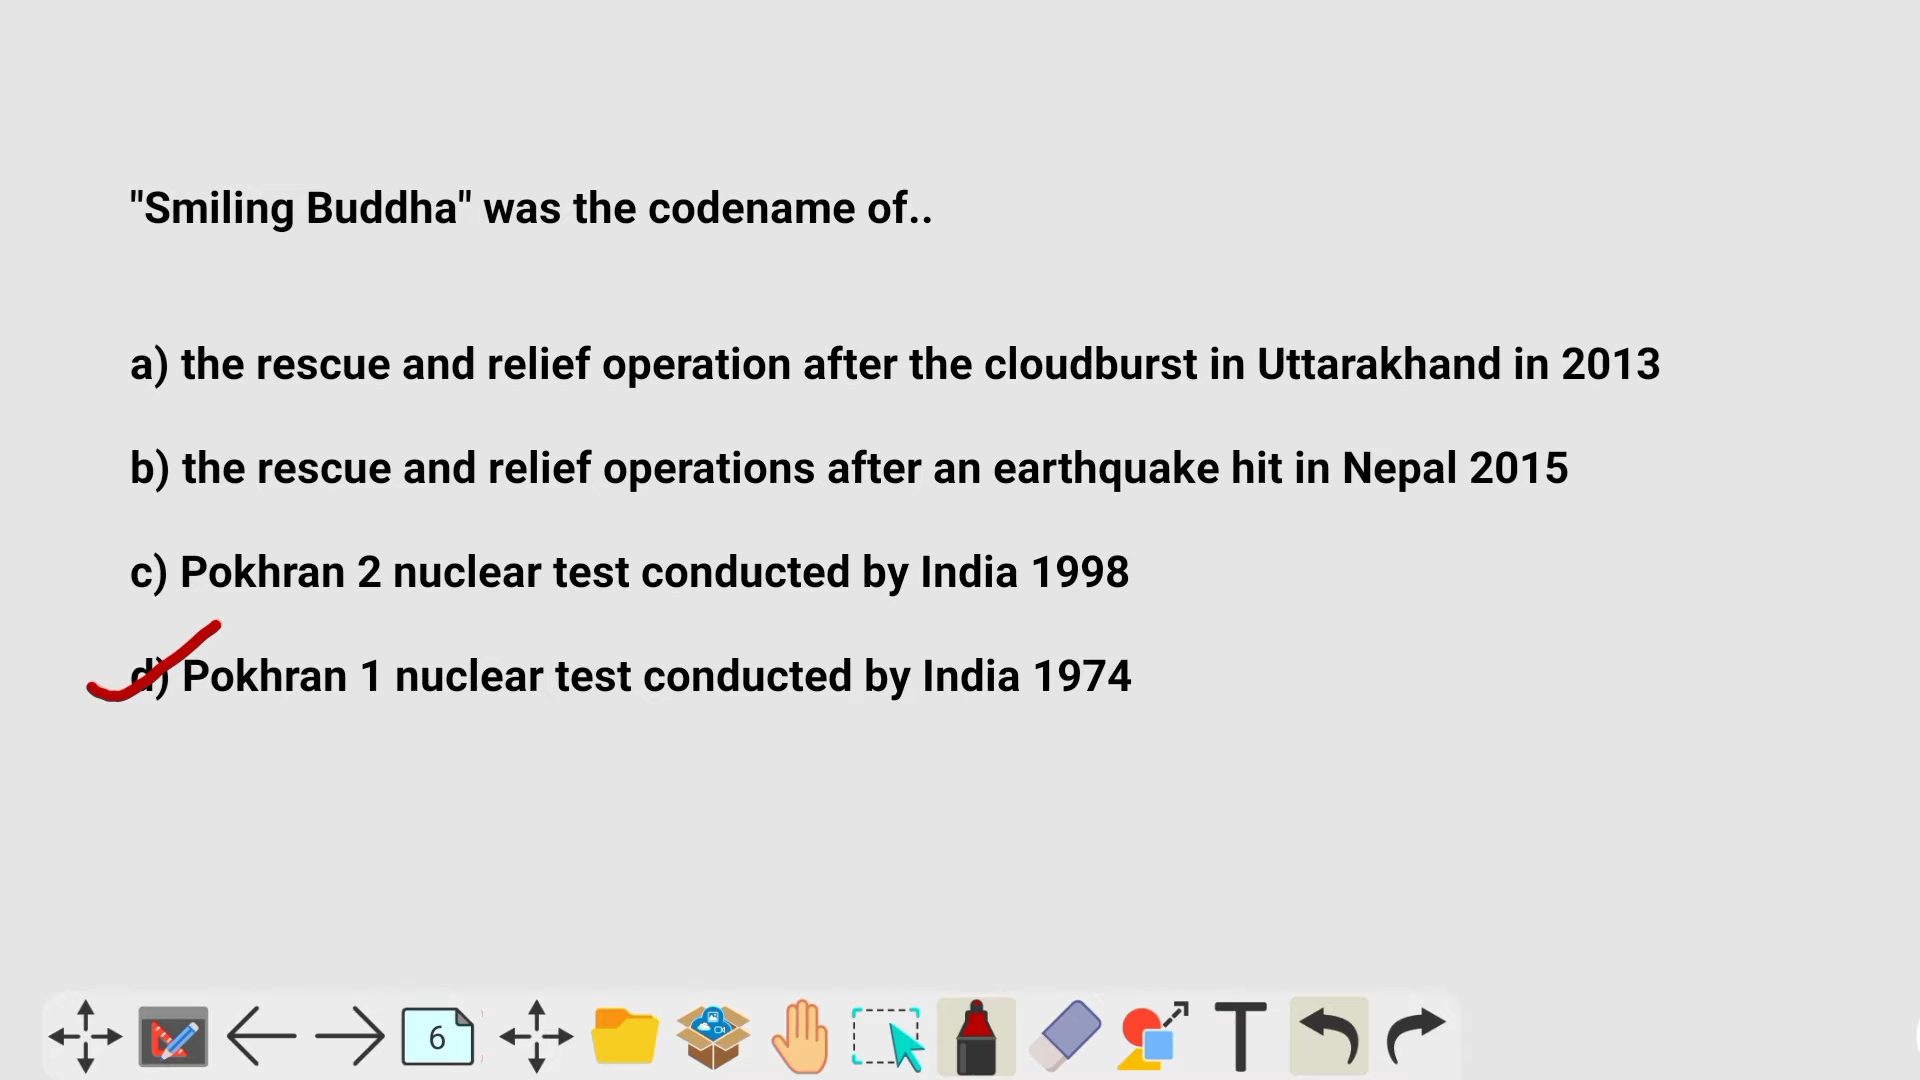 "Smiling Buddha" was the codename of..
a) the rescue and relief operation after the cloudburst in Uttarakhand in 2013
b) the rescue and relief operations after an earthquake hit in Nepal 2015
c) Pokhran 2 nuclear test conducted by India 1998
d) Pokhran 1 nuclear test conducted by India 1974
6
T